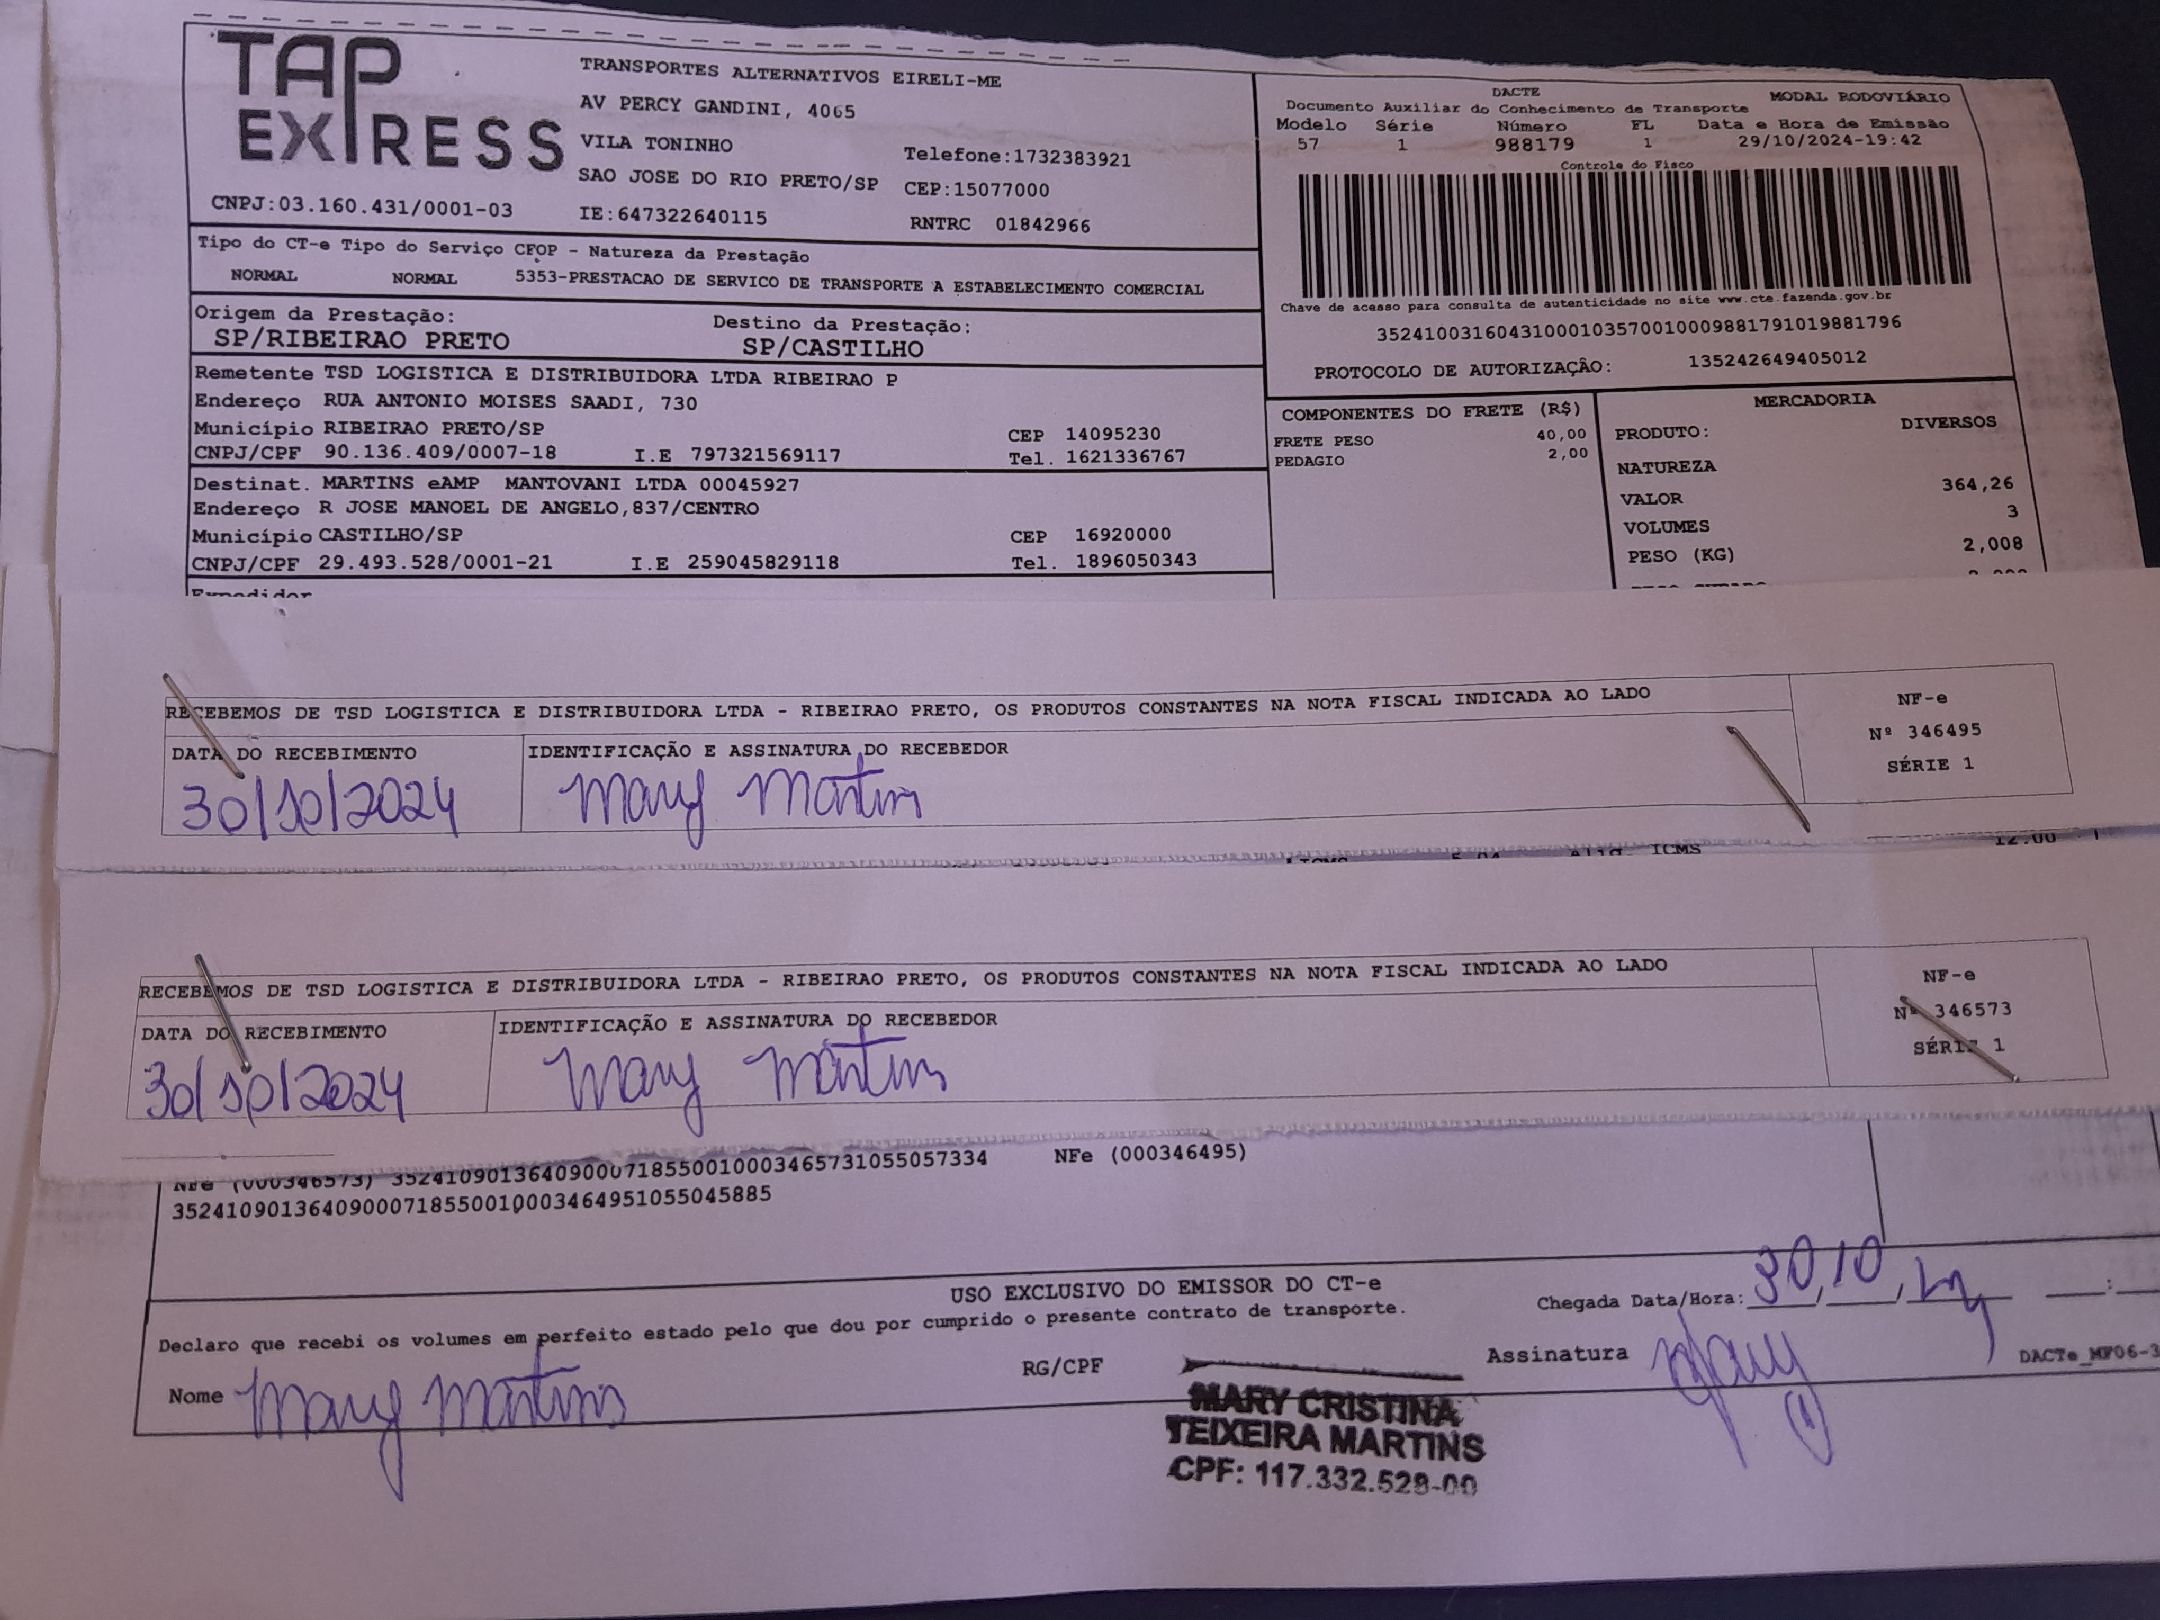 TAP
EXPRESS
TRANSPORTES ALTERNATIVOS EIRELI-ME
AV PERCY GANDINI, 4065
VILA TONINHO
Telefone:1732383921
SAO JOSE DO RIO PRETO/SP CEP:15077000
CNPJ:03.160.431/0001-03 IE:647322640115 RNTRC 01842966
DACTE
Documento Auxiliar do Conhecimento de Transporte MODAL RODOVIÁRIO
Modelo Série Número FL Data e Hora de Emissão
57 1 988179 1 29/10/2024-19:42
Controle do Fisco
Chave de acesso para consulta de autenticidade no site www.cte.fazenda.gov.br
35241003160431000103570010009881791019881796
PROTOCOLO DE AUTORIZAÇÃO: 135242649405012
Tipo do CT-e Tipo do Serviço CFOP - Natureza da Prestação
NORMAL NORMAL 5353-PRESTACAO DE SERVICO DE TRANSPORTE A ESTABELECIMENTO COMERCIAL
Origem da Prestação: Destino da Prestação:
SP/RIBEIRAO PRETO SP/CASTILHO
Remetente TSD LOGISTICA E DISTRIBUIDORA LTDA RIBEIRAO P
Endereço RUA ANTONIO MOISES SAADI, 730
Município RIBEIRAO PRETO/SP CEP 14095230
CNPJ/CPF 90.136.409/0007-18 I.E 797321569117 Tel. 1621336767
Destinat. MARTINS eAMP MANTOVANI LTDA 00045927
Endereço R JOSE MANOEL DE ANGELO,837/CENTRO
Município CASTILHO/SP CEP 16920000
CNPJ/CPF 29.493.528/0001-21 I.E 259045829118 Tel. 1896050343
Expedidor
COMPONENTES DO FRETE (R$)
FRETE PESO 40,00
PEDAGIO 2,00
MERCADORIA
PRODUTO: DIVERSOS
NATUREZA
VALOR 364,26
VOLUMES 3
PESO (KG) 2,008
RECEBEMOS DE TSD LOGISTICA E DISTRIBUIDORA LTDA - RIBEIRAO PRETO, OS PRODUTOS CONSTANTES NA NOTA FISCAL INDICADA AO LADO
NF-e
Nº 346495
SÉRIE 1
DATA DO RECEBIMENTO IDENTIFICAÇÃO E ASSINATURA DO RECEBEDOR
30/10/2024 Mary Martins
ICMS 12.00
RECEBEMOS DE TSD LOGISTICA E DISTRIBUIDORA LTDA - RIBEIRAO PRETO, OS PRODUTOS CONSTANTES NA NOTA FISCAL INDICADA AO LADO
NF-e
Nº 346573
SÉRIE 1
DATA DO RECEBIMENTO IDENTIFICAÇÃO E ASSINATURA DO RECEBEDOR
30/10/2024 Mary Martins
NFe (000346573) 35241090136409000718550010003465731055057334 NFe (000346495)
35241090136409000718550010003464951055045885
USO EXCLUSIVO DO EMISSOR DO CT-e
Declaro que recebi os volumes em perfeito estado pelo que dou por cumprido o presente contrato de transporte.
Chegada Data/Hora: 30,10, 24 :
Nome Mary Martins RG/CPF Assinatura Mary
DACTe_MF06-3
MARY CRISTINA
TEIXEIRA MARTINS
CPF: 117.332.528-00